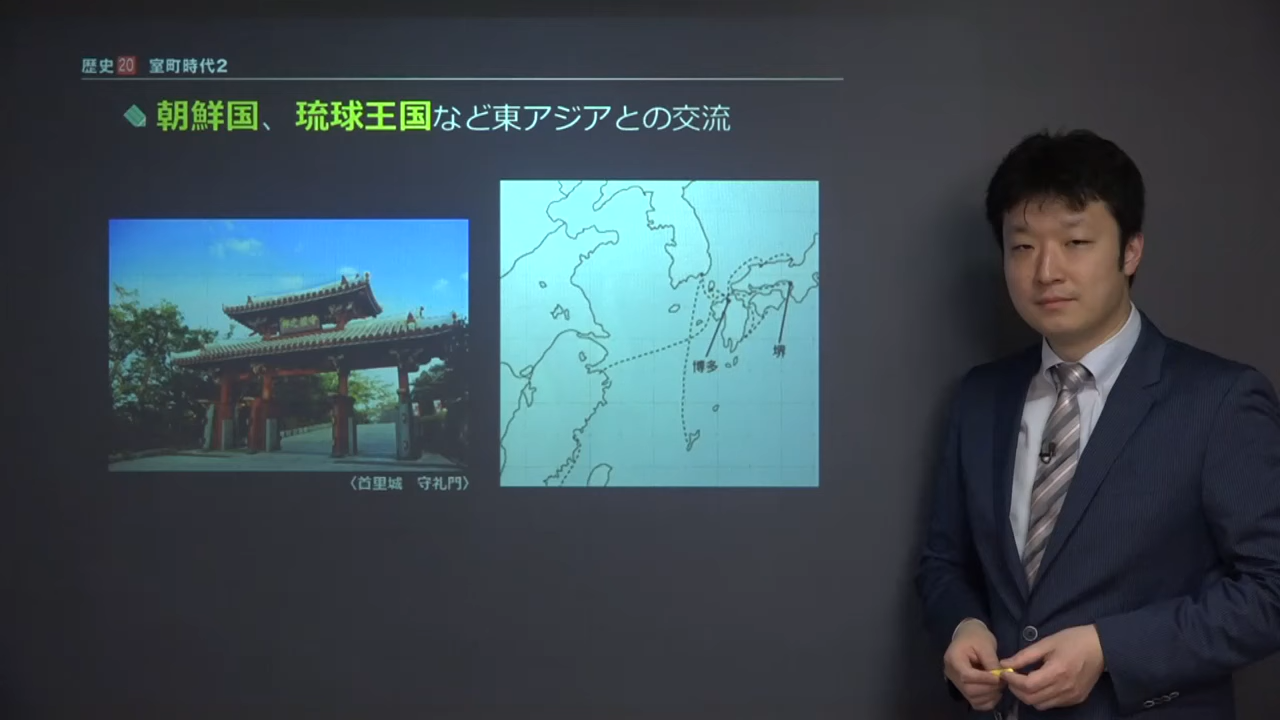 歴史20 室町時代2
朝鮮国、琉球王国など東アジアとの交流
博多
堺
〈首里城 守礼門〉